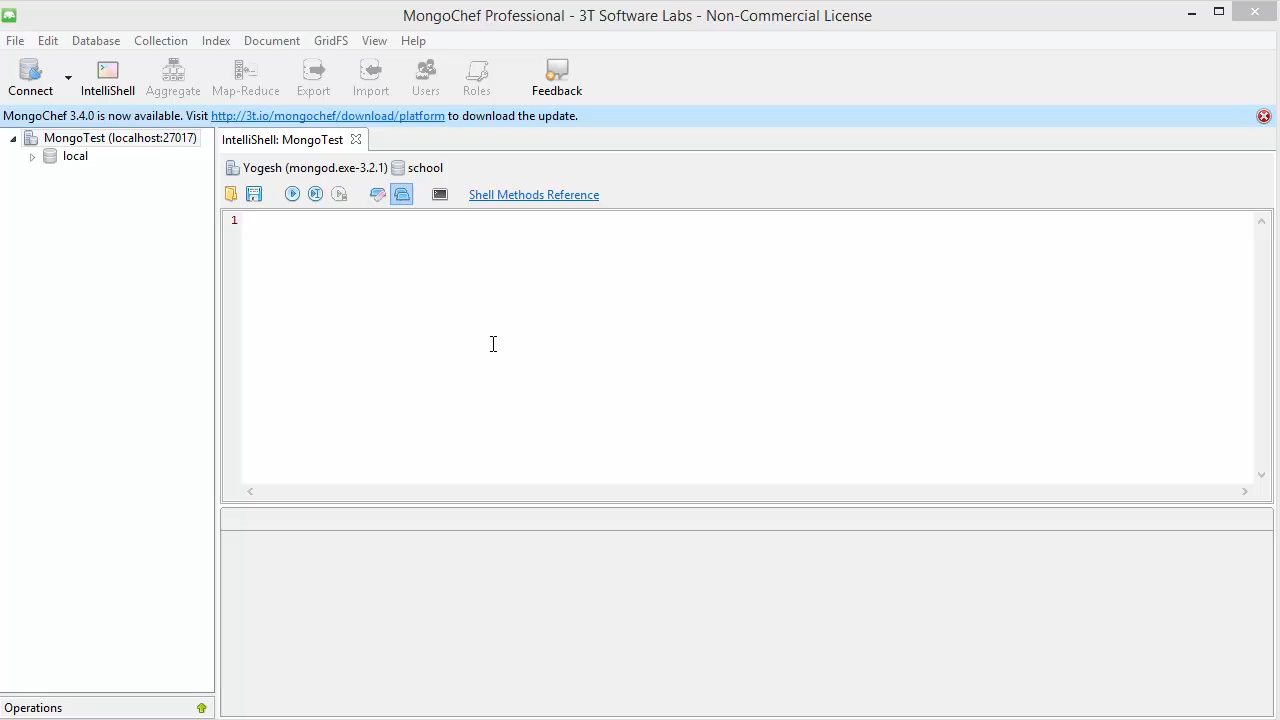 MongoChef Professional - 3T Software Labs - Non-Commercial License
File Edit Database Collection Index Document GridFS View Help
Connect IntelliShell Aggregate Map-Reduce Export Import Users Roles Feedback
MongoChef 3.4.0 is now available. Visit http://3t.io/mongochef/download/platform to download the update.
MongoTest (localhost:27017)
local
IntelliShell: MongoTest
Yogesh (mongod.exe-3.2.1) school
Shell Methods Reference
1
Operations